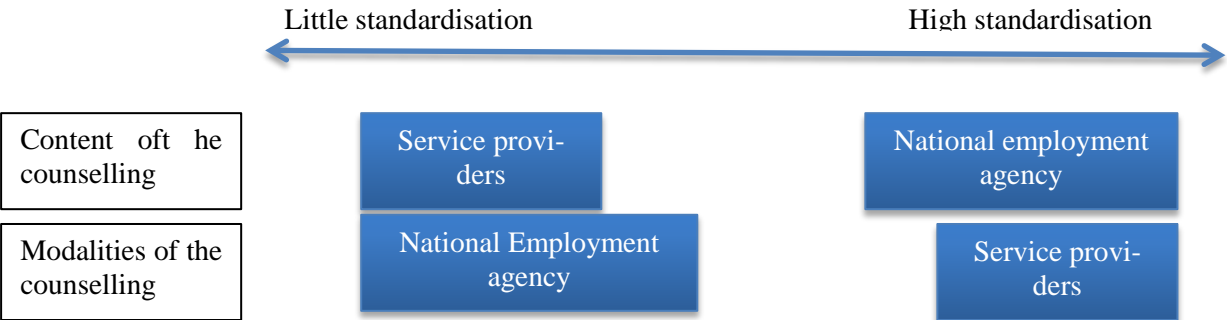 Little standardisation
High standardisation
Content oft he
counselling
Service provi-
ders
National employment
agency
Modalities of the
counselling
National Employment
agency
Service provi-
ders